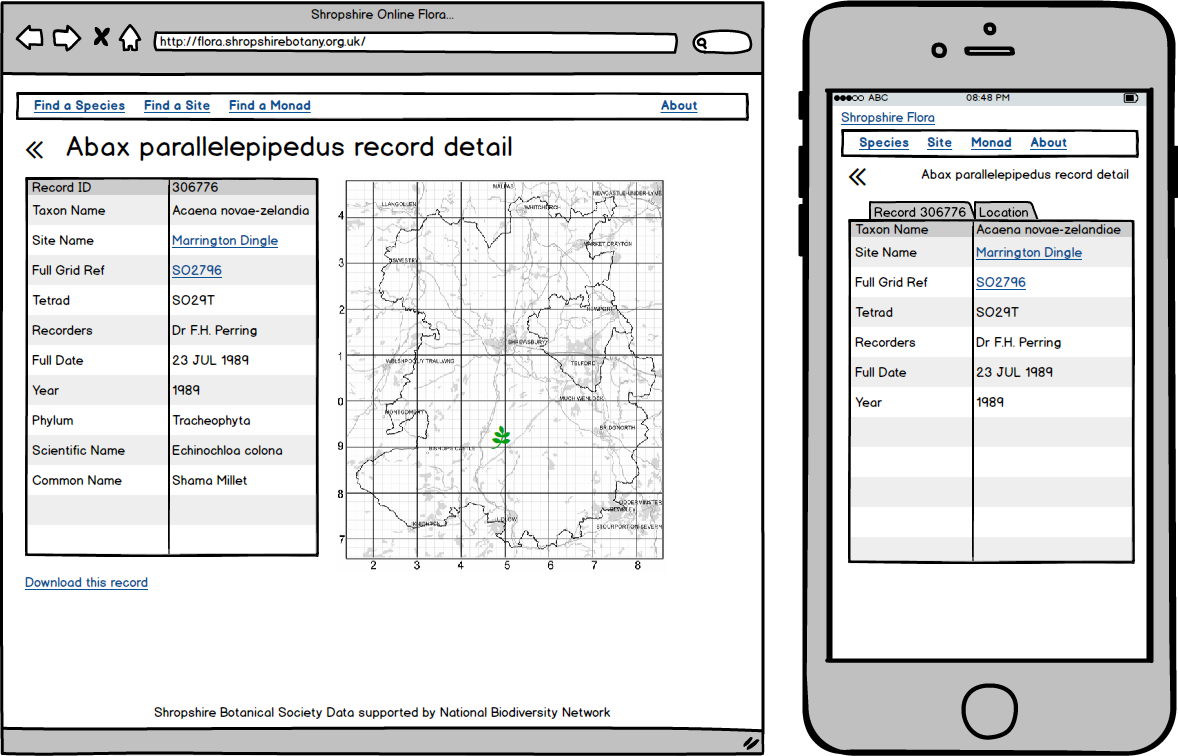 Shropshire Online Flora...
http://flora.shropshirebotany.org.uk/
Find a Species Find a Site Find a Monad About
Abax parallelepipedus record detail
Record ID 306776
Taxon Name Acaena novae-zelandia
Site Name Marrington Dingle
Full Grid Ref SO2796
Tetrad SO29T
Recorders Dr F.H. Perring
Full Date 23 JUL 1989
Year 1989
Phylum Tracheophyta
Scientific Name Echinochloa colona
Common Name Shama Millet
Download this record
MALPAS
NEWCASTLE-UNDER-LYME
LLANGOLLEN
WHITCHURCH
4
MARKET DRAYTON
OSWESTRY
3
2
NEWPORT
SHREWSBURY
1
WELSHPOOL/Y TRALLWNG
TELFORD
MUCH WENLOCK
0
MONTGOMERY
BRIDGNORTH
9
BISHOP'S CASTLE
8
KIDDERMINSTER
BEWDLEY
KNIGHTON
LUDLOW
STOURPORT-ON-SEVERN
7
2 3 4 5 6 7 8
Shropshire Botanical Society Data supported by National Biodiversity Network
ABC 08:48 PM
Shropshire Flora
Species Site Monad About
Abax parallelepipedus record detail
Record 306776 Location
Taxon Name Acaena novae-zelandiae
Site Name Marrington Dingle
Full Grid Ref SO2796
Tetrad SO29T
Recorders Dr F.H. Perring
Full Date 23 JUL 1989
Year 1989